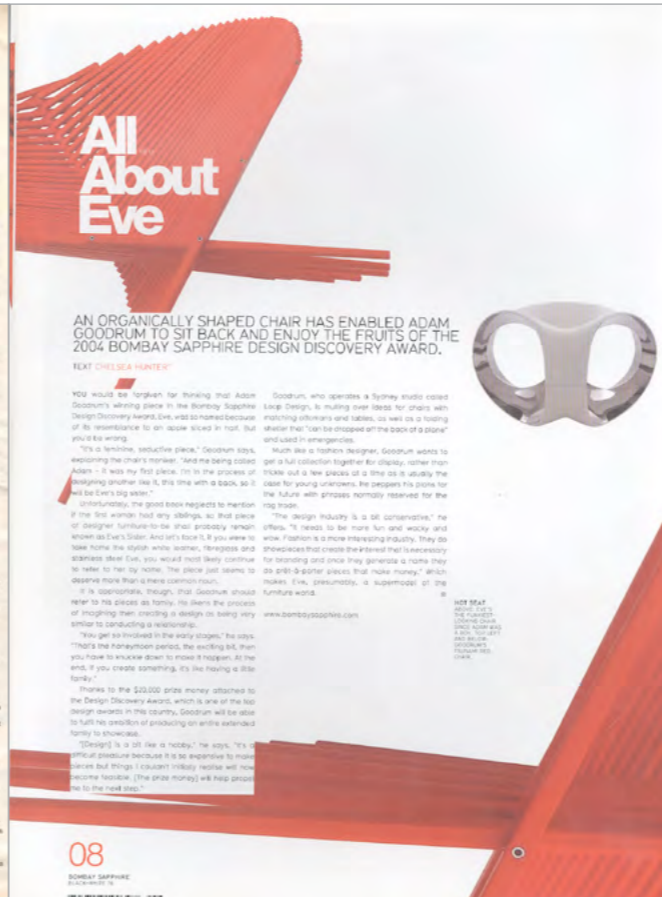 All
About
Eve
AN ORGANICALLY SHAPED CHAIR HAS ENABLED ADAM
GOODRUM TO SIT BACK AND ENJOY THE FRUITS OF THE
2004 BOMBAY SAPPHIRE DESIGN DISCOVERY AWARD.
TEXT CHELSEA HUNTER
YOU would be forgiven for thinking that Adam
Goodrum's winning piece in the Bombay Sapphire
Design Discovery Award, Eve, was so named because
of its resemblance to an apple sliced in half. But
you'd be wrong.
"It's a feminine, seductive piece," Goodrum says,
explaining the chair's moniker. "And me being called
Adam – it was my first piece. I'm in the process of
designing another like it, this time with a back, so it
will be Eve's big sister."
Unfortunately, the good book neglects to mention
if the first woman had any siblings, so that piece
of designer furniture-to-be shall probably remain
known as Eve's Sister. And let's face it, if you were to
take home the stylish white leather, fibreglass and
stainless steel Eve, you would most likely continue
to refer to her by name. The piece just seems to
deserve more than a mere common noun.
It is appropriate, though, that Goodrum should
refer to his pieces as family. He likens the process
of imagining then creating a design as being very
similar to conducting a relationship.
"You get so involved in the early stages," he says.
"That's the honeymoon period, the exciting bit, then
you have to knuckle down to make it happen. At the
end, if you create something, it's like having a little
family."
Thanks to the $20,000 prize money attached to
the Design Discovery Award, which is one of the top
design awards in this country, Goodrum will be able
to fulfil his ambition of producing an entire extended
family to showcase.
"[Design] is a bit like a hobby," he says. "It's a
difficult pleasure because it is so expensive to make
pieces but things I couldn't initially realise will now
become feasible. [The prize money] will help propel
me to the next step."
Goodrum, who operates a Sydney studio called
Loop Design, is mulling over ideas for chairs with
matching ottomans and tables, as well as a folding
shelter that "can be dropped off the back of a plane"
and used in emergencies.
Much like a fashion designer, Goodrum wants to
get a full collection together for display, rather than
trickle out a few pieces at a time as is usually the
case for young unknowns. He peppers his plans for
the future with phrases normally reserved for the
rag trade.
"The design industry is a bit conservative," he
offers. "It needs to be more fun and wacky and
wow. Fashion is a more interesting industry. They do
showpieces that create the interest that is necessary
for branding and once they generate a name they
do prêt-à-porter pieces that make money." Which
makes Eve, presumably, a supermodel of the
furniture world.
www.bombaysapphire.com
HOT SEAT
ABOVE: EVE'S
THE FUNKIEST-
LOOKING CHAIR
SINCE ADAM WAS
A BOY. TOP LEFT
AND BELOW:
GOODRUM'S
CHAIR.
08
BOMBAY SAPPHIRE